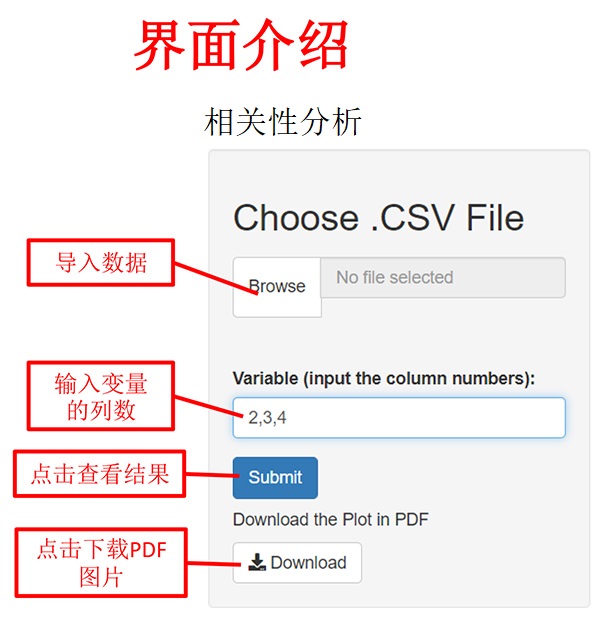 界面介绍
相关性分析
Choose .CSV File
导入数据
Browse
No file selected
Variable (input the column numbers):
输入变量
的列数
2,3,4
点击查看结果
Submit
Download the Plot in PDF
点击下载PDF
图片
Download